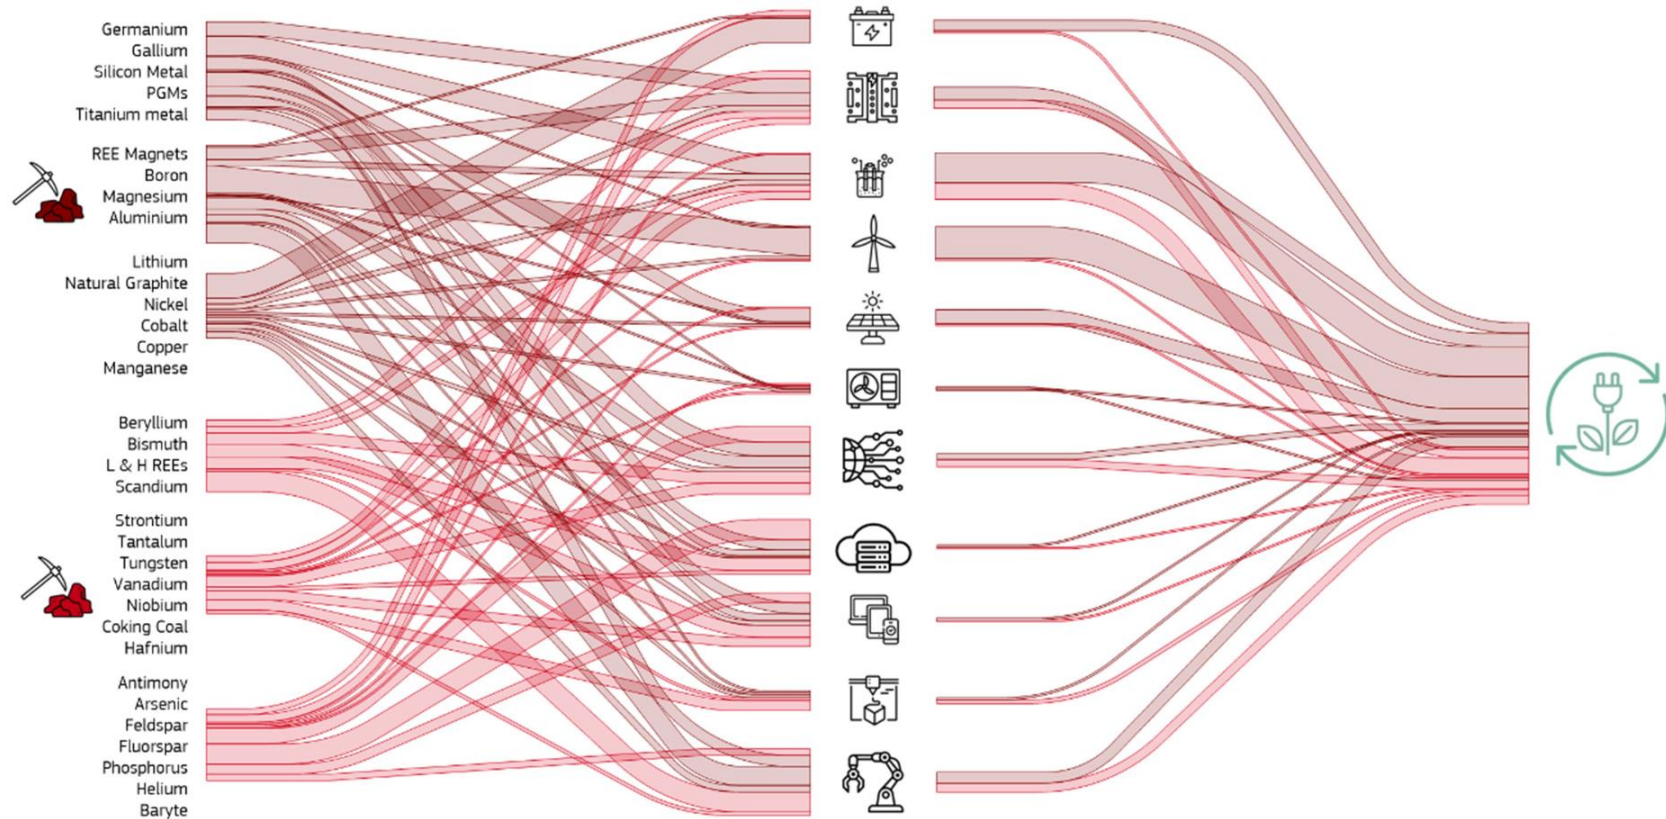 Germanium
Gallium
Silicon Metal
PGMs
Titanium metal
REE Magnets
Boron
Magnesium
Aluminium
Lithium
Natural Graphite
Nickel
Cobalt
Copper
Manganese
Beryllium
Bismuth
L & H REEs
Scandium
Strontium
Tantalum
Tungsten
Vanadium
Niobium
Coking Coal
Hafnium
Antimony
Arsenic
Feldspar
Fluorspar
Phosphorus
Helium
Baryte